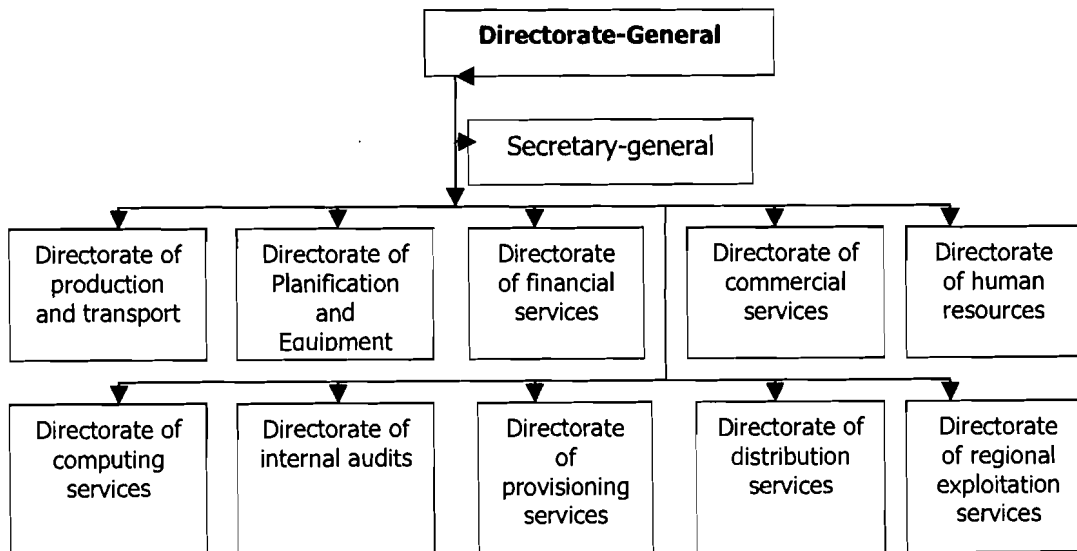 Directorate-General
Secretary-general
Directorate of
production
and transport
Directorate of
Planification
and
Equipment
Directorate
of financial
services
Directorate of
commercial
services
Directorate
of human
resources
Directorate of
computing
services
Directorate of
internal audits
Directorate
of
provisioning
services
Directorate of
distribution
services
Directorate
of regional
exploitation
services